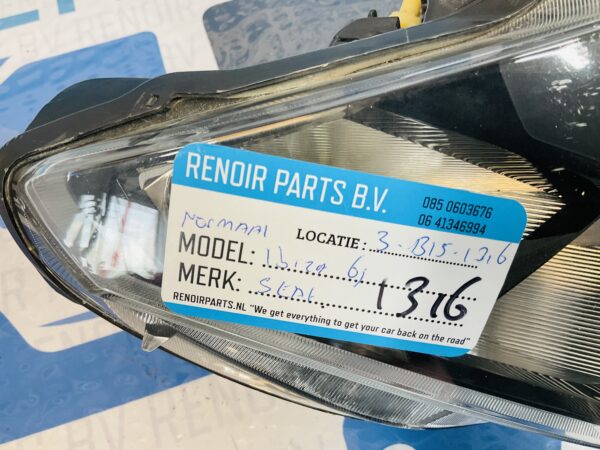 RENOIR PARTS B.V.
085 0603676
06 41346994
NORMAAL
LOCATIE: 3-B15-1316
MODEL: Ibiza 6j
MERK: SEAT 1316
RENOIRPARTS.NL "We get everything to get your car back on the road"